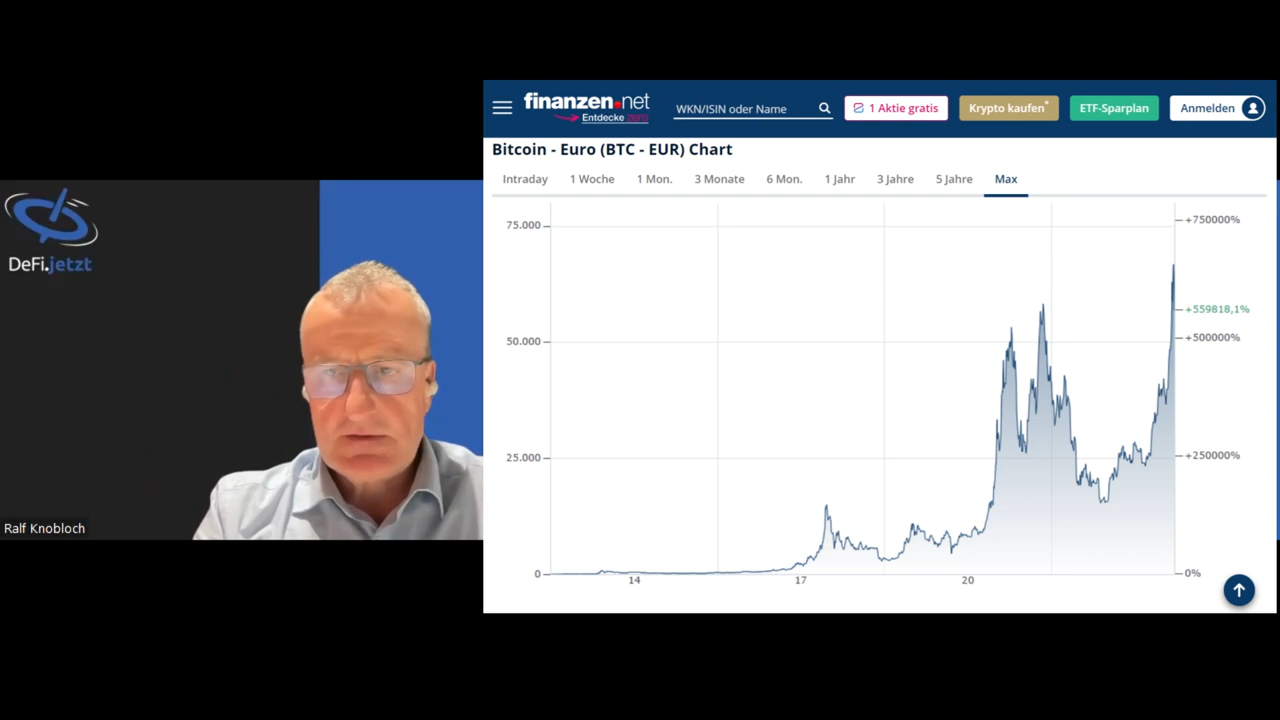 DeFi.jetzt
Ralf Knobloch
finanzen.net
Entdecke zero
WKN/ISIN oder Name
1 Aktie gratis
Krypto kaufen*
ETF-Sparplan
Anmelden
Bitcoin - Euro (BTC - EUR) Chart
Intraday 1 Woche 1 Mon. 3 Monate 6 Mon. 1 Jahr 3 Jahre 5 Jahre Max
75.000
50.000
25.000
0
+750000%
+559818,1%
+500000%
+250000%
0%
14 17 20